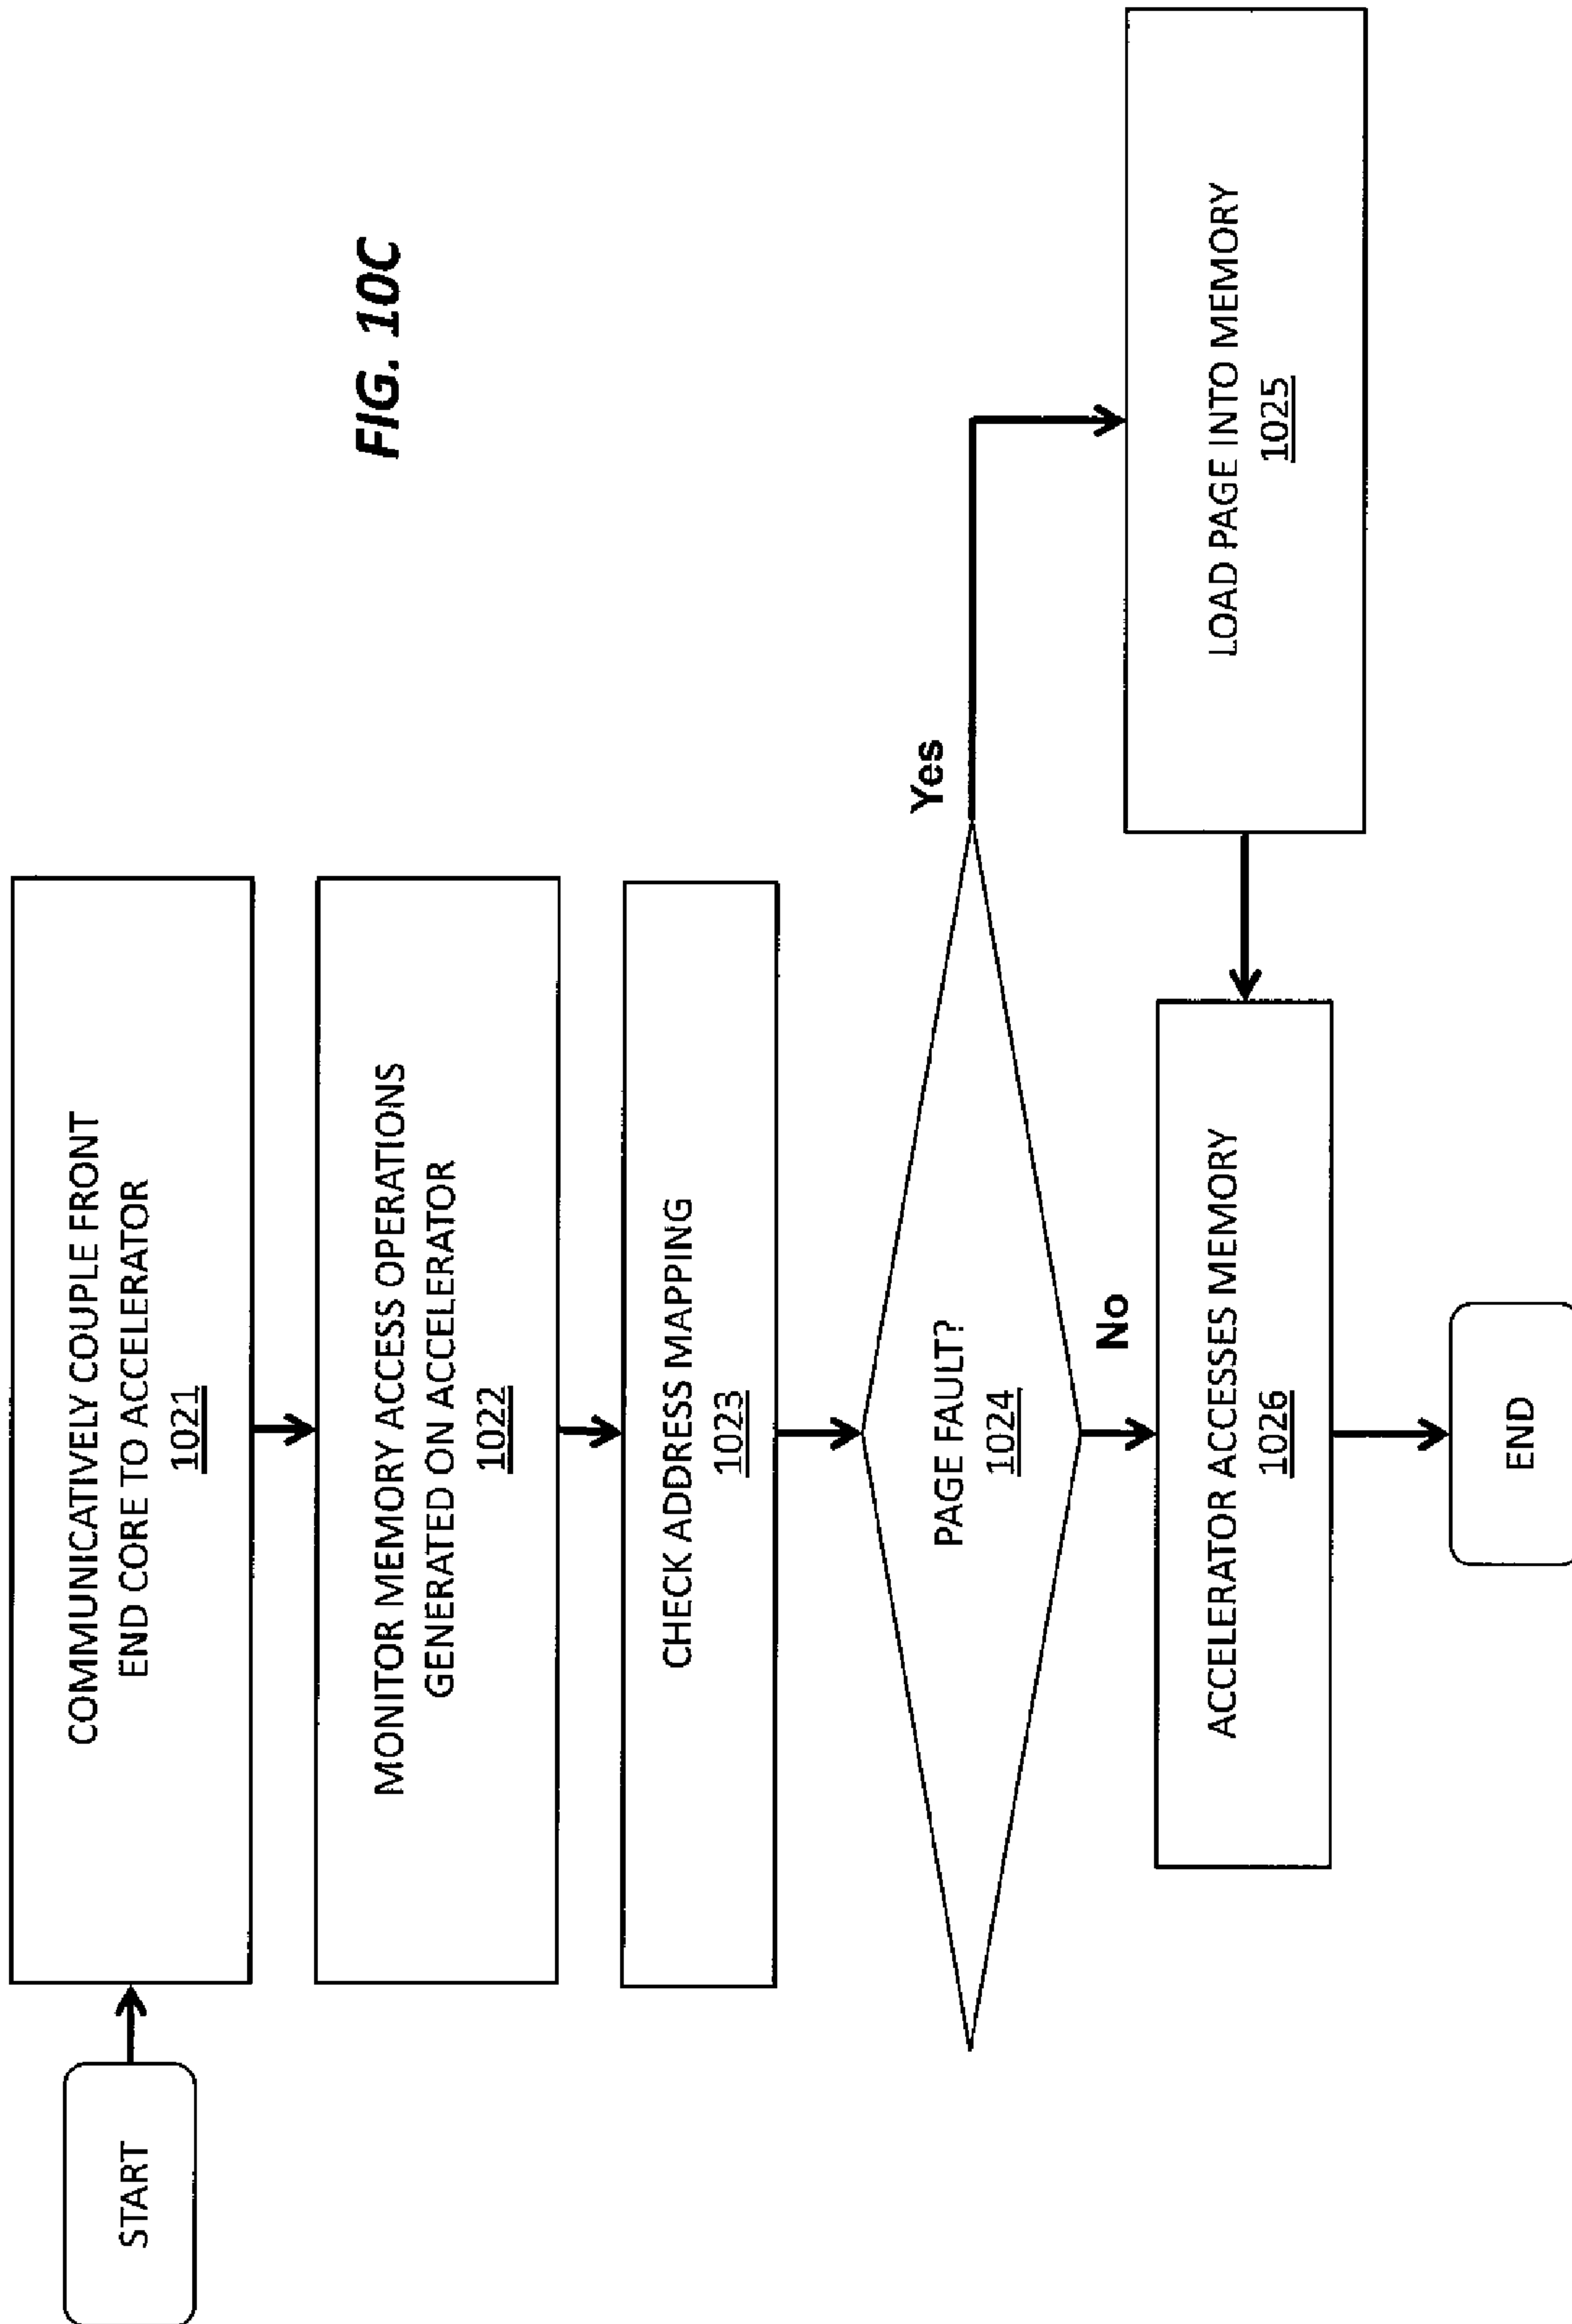 START
COMMUNICATIVELY COUPLE FRONT
END CORE TO ACCELERATOR
1021
MONITOR MEMORY ACCESS OPERATIONS
GENERATED ON ACCELERATOR
1022
CHECK ADDRESS MAPPING
1023
PAGE FAULT?
1024
Yes
No
LOAD PAGE INTO MEMORY
1025
ACCELERATOR ACCESSES MEMORY
1026
END
FIG. 10C